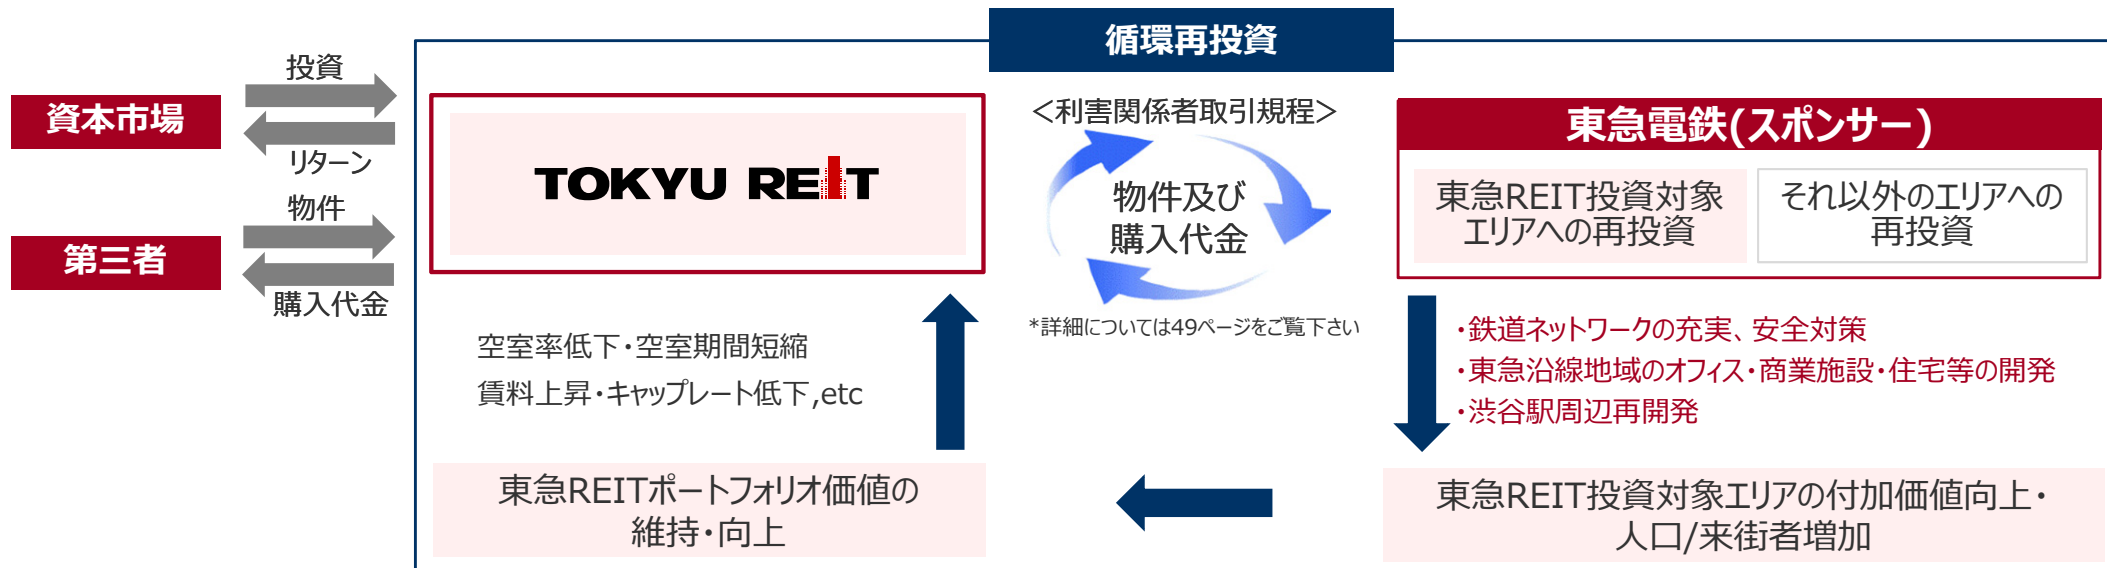 循環再投資
投資
資本市場
リターン
物件
第三者
購入代金
TOKYU REIT
＜利害関係者取引規程＞
物件及び
購入代金
*詳細については49ページをご覧下さい
東急電鉄(スポンサー)
東急REIT投資対象
エリアへの再投資
それ以外のエリアへの
再投資
・鉄道ネットワークの充実、安全対策
・東急沿線地域のオフィス・商業施設・住宅等の開発
・渋谷駅周辺再開発
東急REIT投資対象エリアの付加価値向上・
人口/来街者増加
東急REITポートフォリオ価値の
維持・向上
空室率低下・空室期間短縮
賃料上昇・キャップレート低下,etc